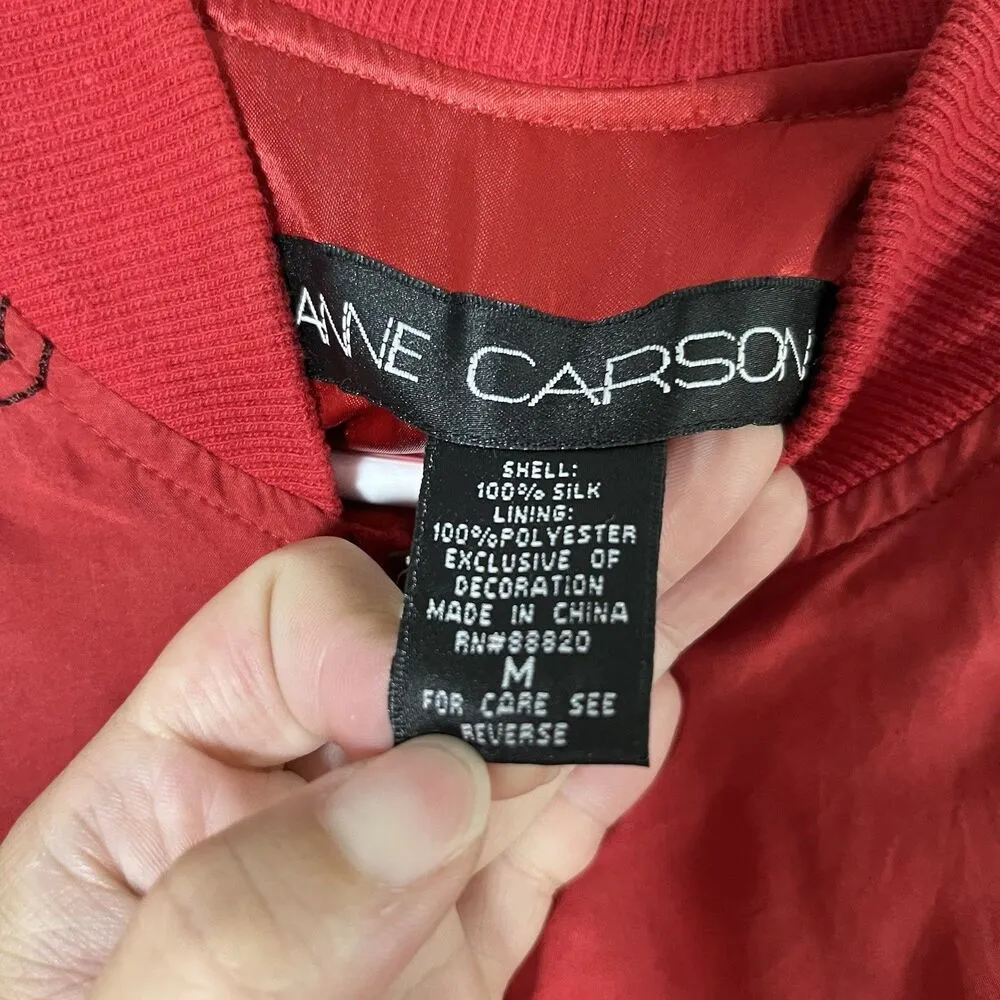 ANNE CARSON
SHELL:
100% SILK
LINING:
100%POLYESTER
EXCLUSIVE OF
DECORATION
MADE IN CHINA
RN#88820
M
FOR CARE SEE
REVERSE